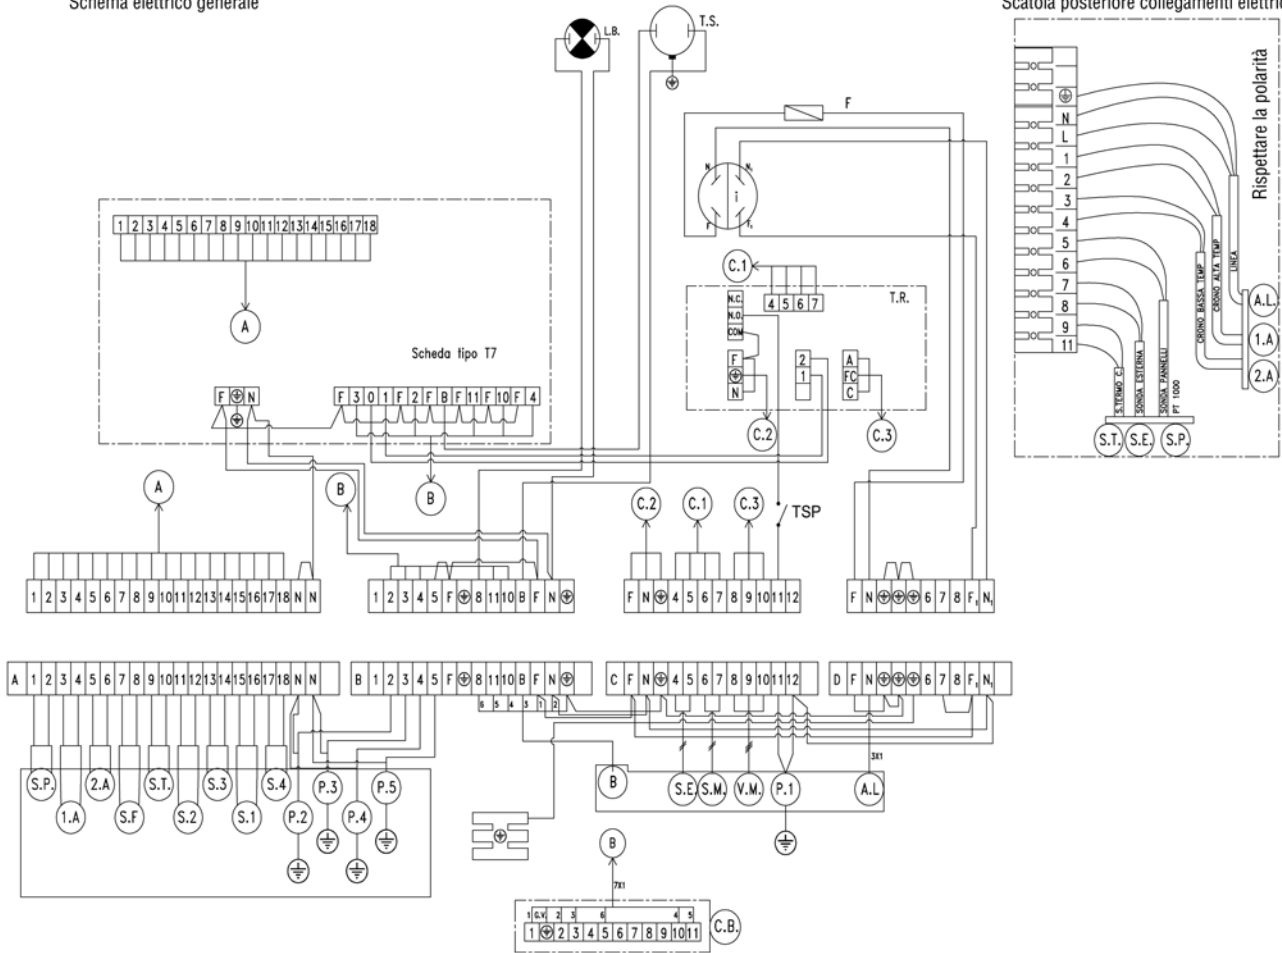 Schema elettrico generale
Scatola posteriore collegamenti elettric
L.B.
T.S.
F
N N₁
i
F T₁
Rispettare la polarità
N
L
1
2
3
4
5
6
7
8
9
11
CRONO BASSA TEMP
CRONO ALTA TEMP
LINEA
S.TERMO C
SONDA ESTERNA
SONDA PANNELLI
PT 1000
A.L.
1.A
2.A
S.T. S.E. S.P.
1 2 3 4 5 6 7 8 9 10 11 12 13 14 15 16 17 18
A
Scheda tipo T7
F N
F 3 0 1 F 2 F B F 11 F 10 F 4
C.1
4 5 6 7
T.R.
N.C.
N.O.
COM
F
N
2
1
A
FC
C
C.2
C.3
A
B
B
C.2
C.1
C.3
TSP
1 2 3 4 5 6 7 8 9 10 11 12 13 14 15 16 17 18 N N
1 2 3 4 5 F 8 11 10 B F N
F N 4 5 6 7 8 9 10 11 12
F N 6 7 8 F₁ N₁
A 1 2 3 4 5 6 7 8 9 10 11 12 13 14 15 16 17 18 N N
B 1 2 3 4 5 F 8 11 10 B F N
C F N 4 5 6 7 8 9 10 11 12
D F N 6 7 8 F₁ N₁
6 5 4 3 1 2
3X1
S.P. 2.A S.T. S.3 S.4 P.3 P.5
1.A S.F S.2 S.1 P.2 P.4
B S.E. S.M. V.M. P.1 A.L
B
7X1
1 G.V. 2 3 6 4 5
1 2 3 4 5 6 7 8 9 10 11
C.B.